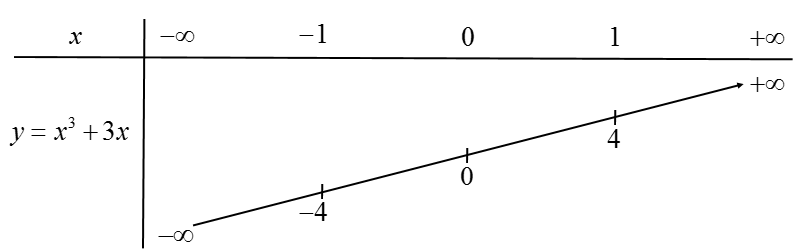 x −∞ −1 0 1 +∞
+∞
y = x³ + 3x
4
0
−4
−∞